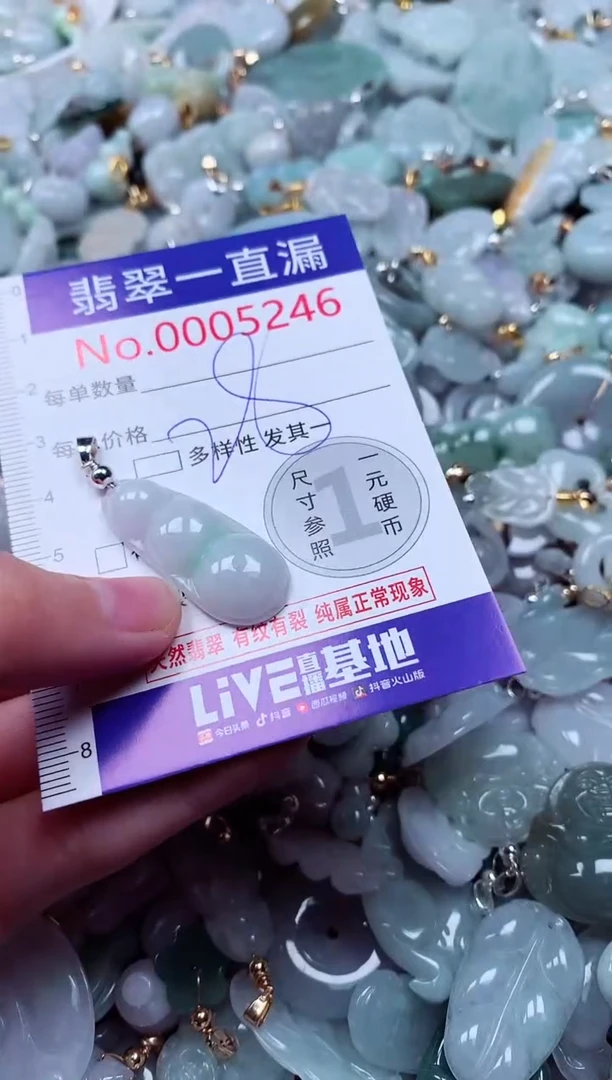 翡翠一直漏
No.0005246
每单数量
28
每 价格
多样性 发其一
尺寸参照
1
一元硬币
天然翡翠 有纹有裂 纯属正常现象
LiVE直播基地
今日头条 抖音 西瓜视频 抖音火山版
0
1
2
3
4
5
8